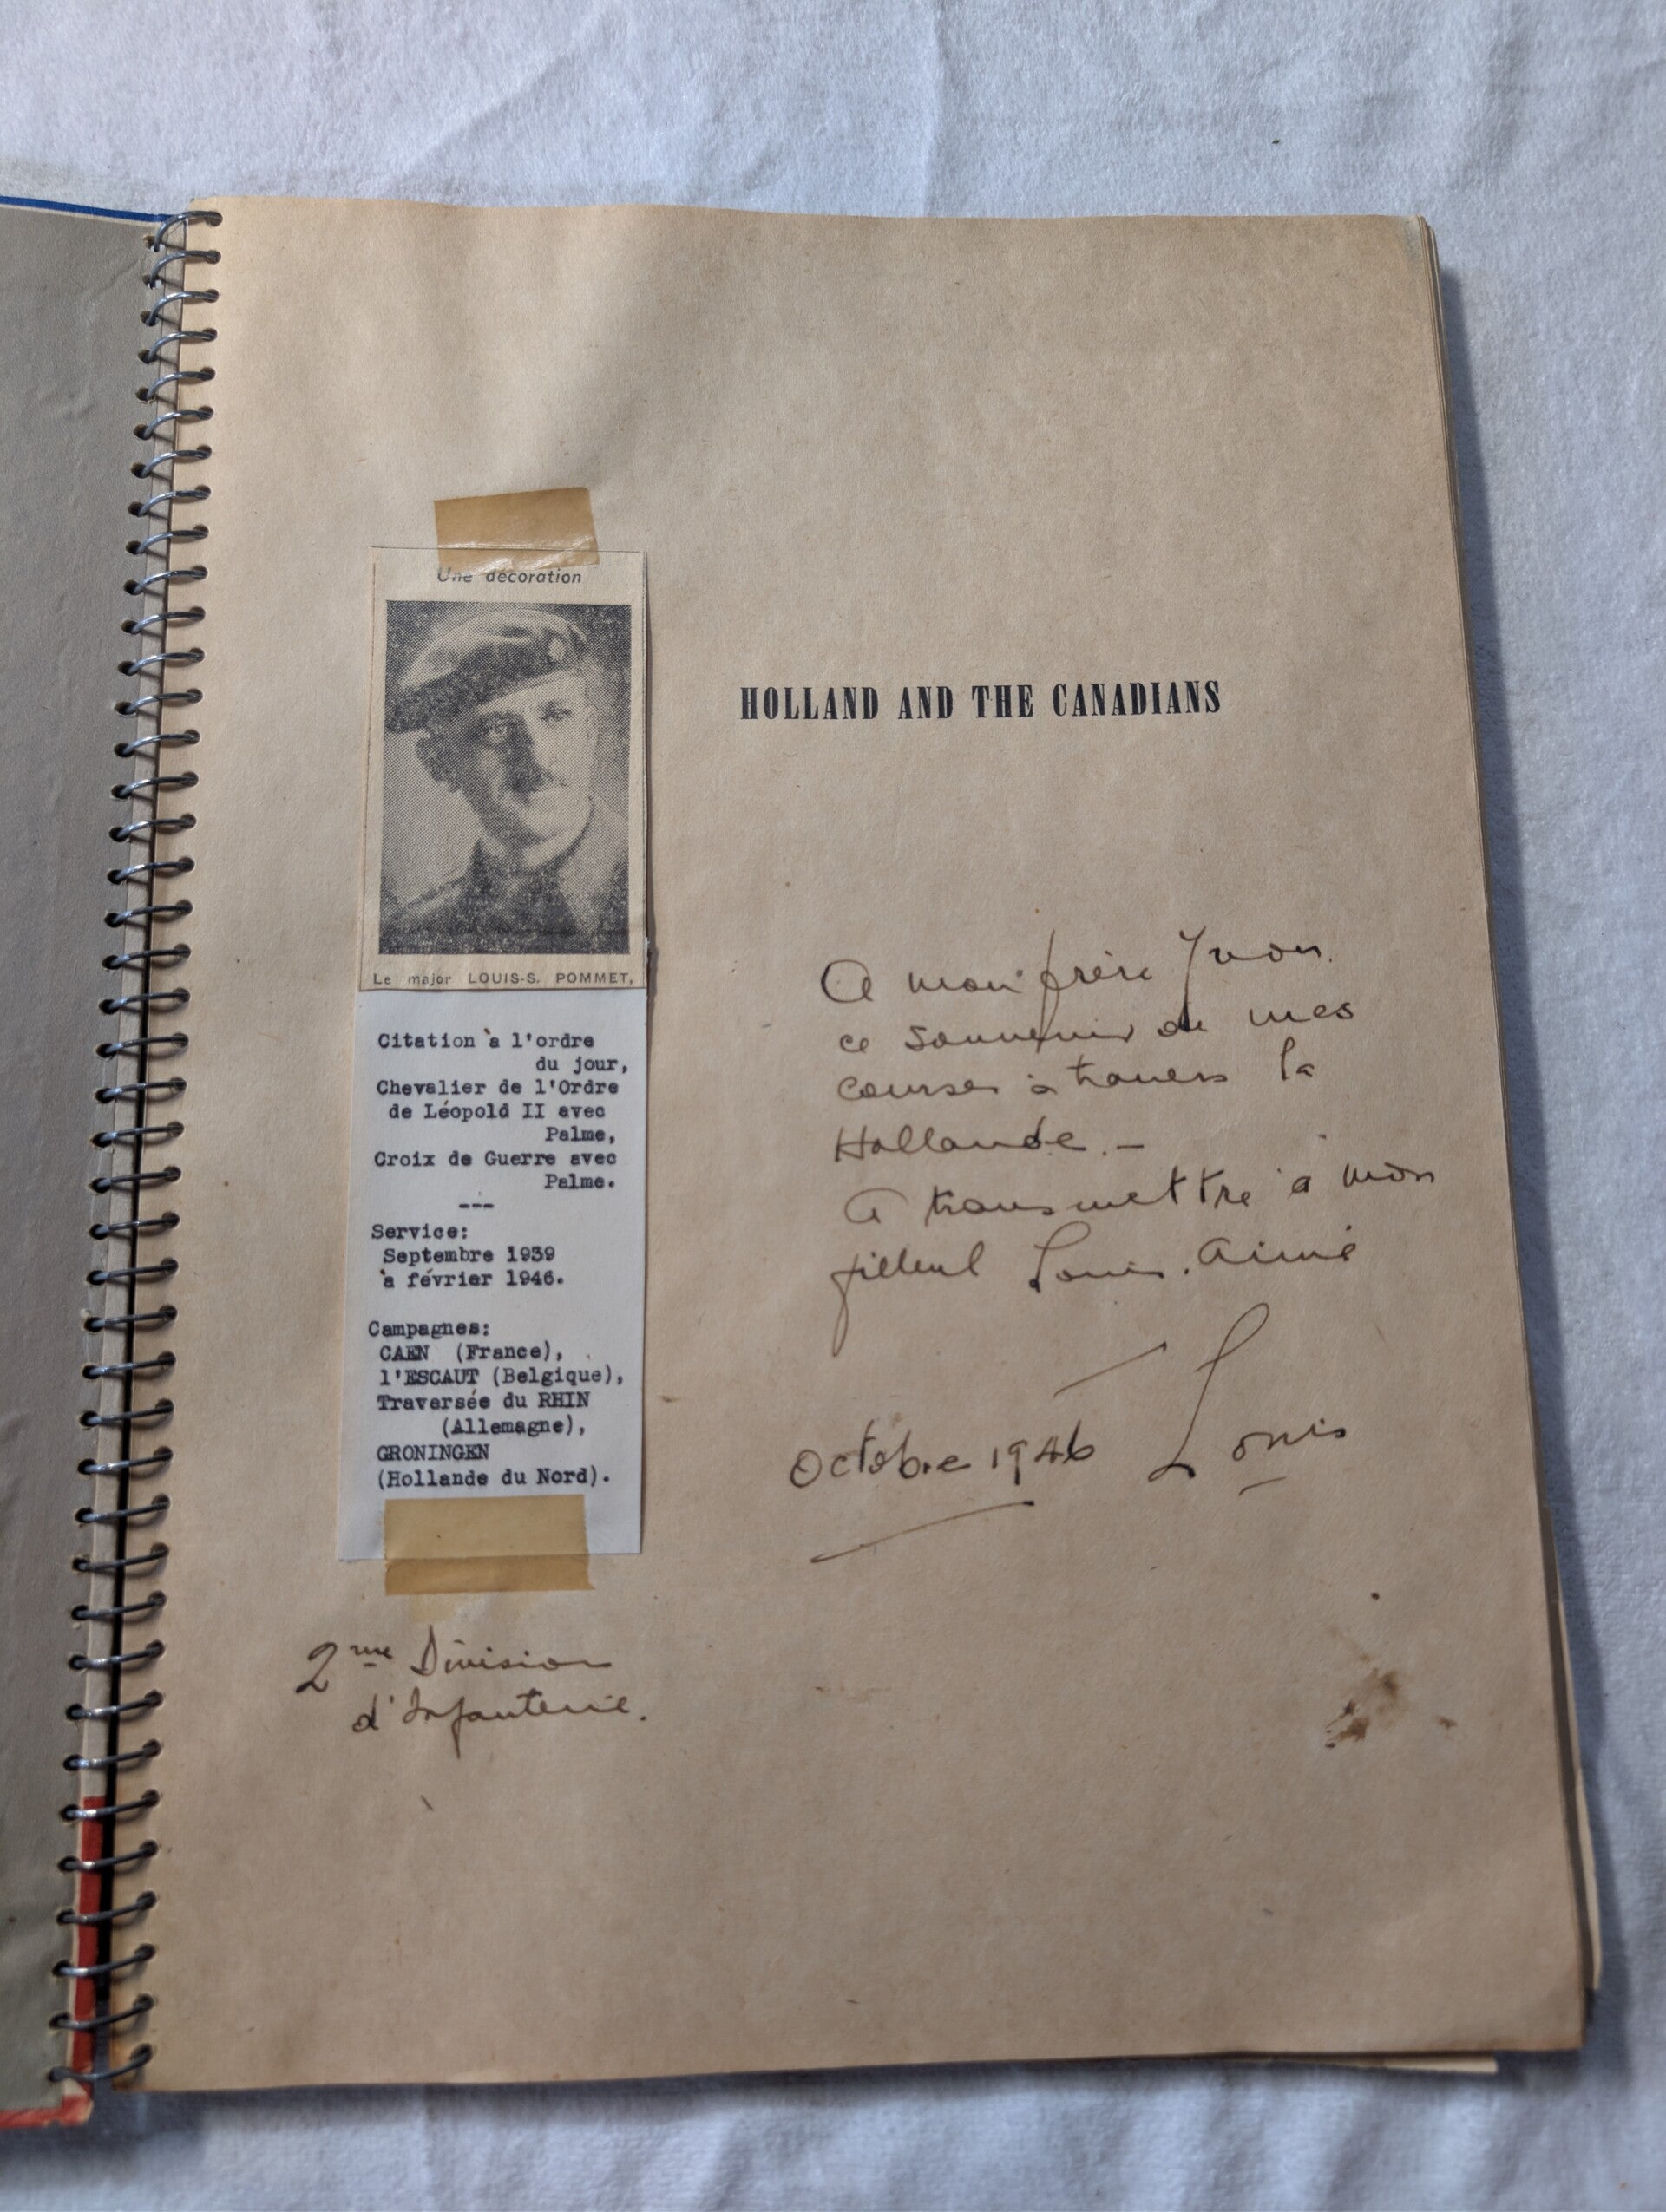 Une décoration
Le major LOUIS-S. POMMET,
Citation à l'ordre
du jour,
Chevalier de l'Ordre
de Léopold II avec
Palme,
Croix de Guerre avec
Palme.
---
Service:
Septembre 1939
à février 1946.
Campagnes:
CAEN (France),
l'ESCAUT (Belgique),
Traversée du RHIN
(Allemagne),
GRONINGEN
(Hollande du Nord).
2me Division
d'Infanterie.
HOLLAND AND THE CANADIANS
A mon frère Yvon.
ce souvenir de mes
courses à travers la
Hollande. -
A transmettre à mon
filleul Louis. Aimé
Louis
Octobre 1946